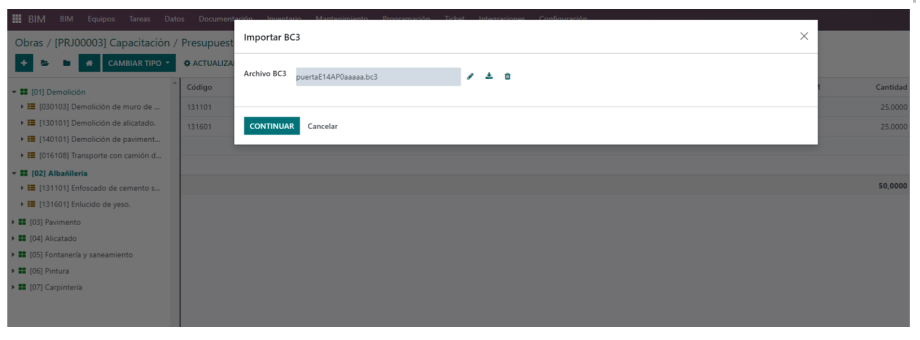 BIM BIM Equipos Tareas Datos Documentación Inventario Mantenimiento Programación Ticket Integraciones Configuración
Obras / [PRJ00003] Capacitación / Presupuest
CAMBIAR TIPO ACTUALIZA
Importar BC3
Archivo BC3 puertaE14AP0aaaaa.bc3
CONTINUAR Cancelar
Código Cantidad
131101 25,0000
131601 25,0000
50,0000
[01] Demolición
[030103] Demolición de muro de ...
[130101] Demolición de alicatado.
[140101] Demolición de paviment...
[016108] Transporte con camión d...
[02] Albañilería
[131101] Enfoscado de cemento s...
[131601] Enlucido de yeso.
[03] Pavimento
[04] Alicatado
[05] Fontanería y saneamiento
[06] Pintura
[07] Carpintería